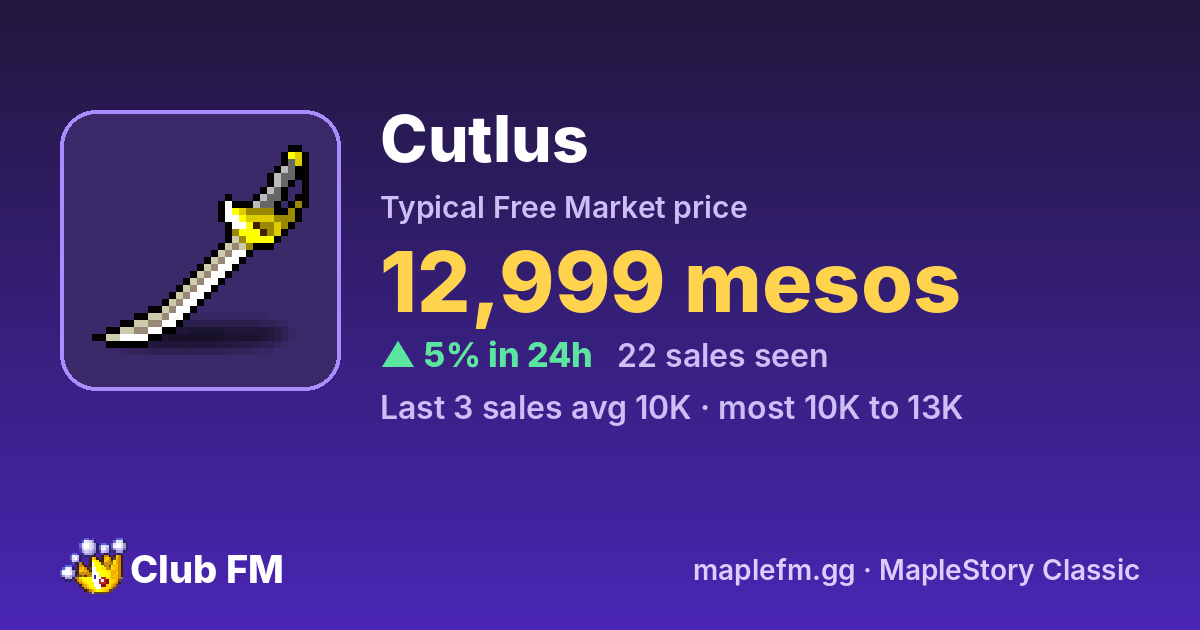 Cutlus
Typical Free Market price
12,999 mesos
▲ 5% in 24h 22 sales seen
Last 3 sales avg 10K · most 10K to 13K
Club FM
maplefm.gg · MapleStory Classic